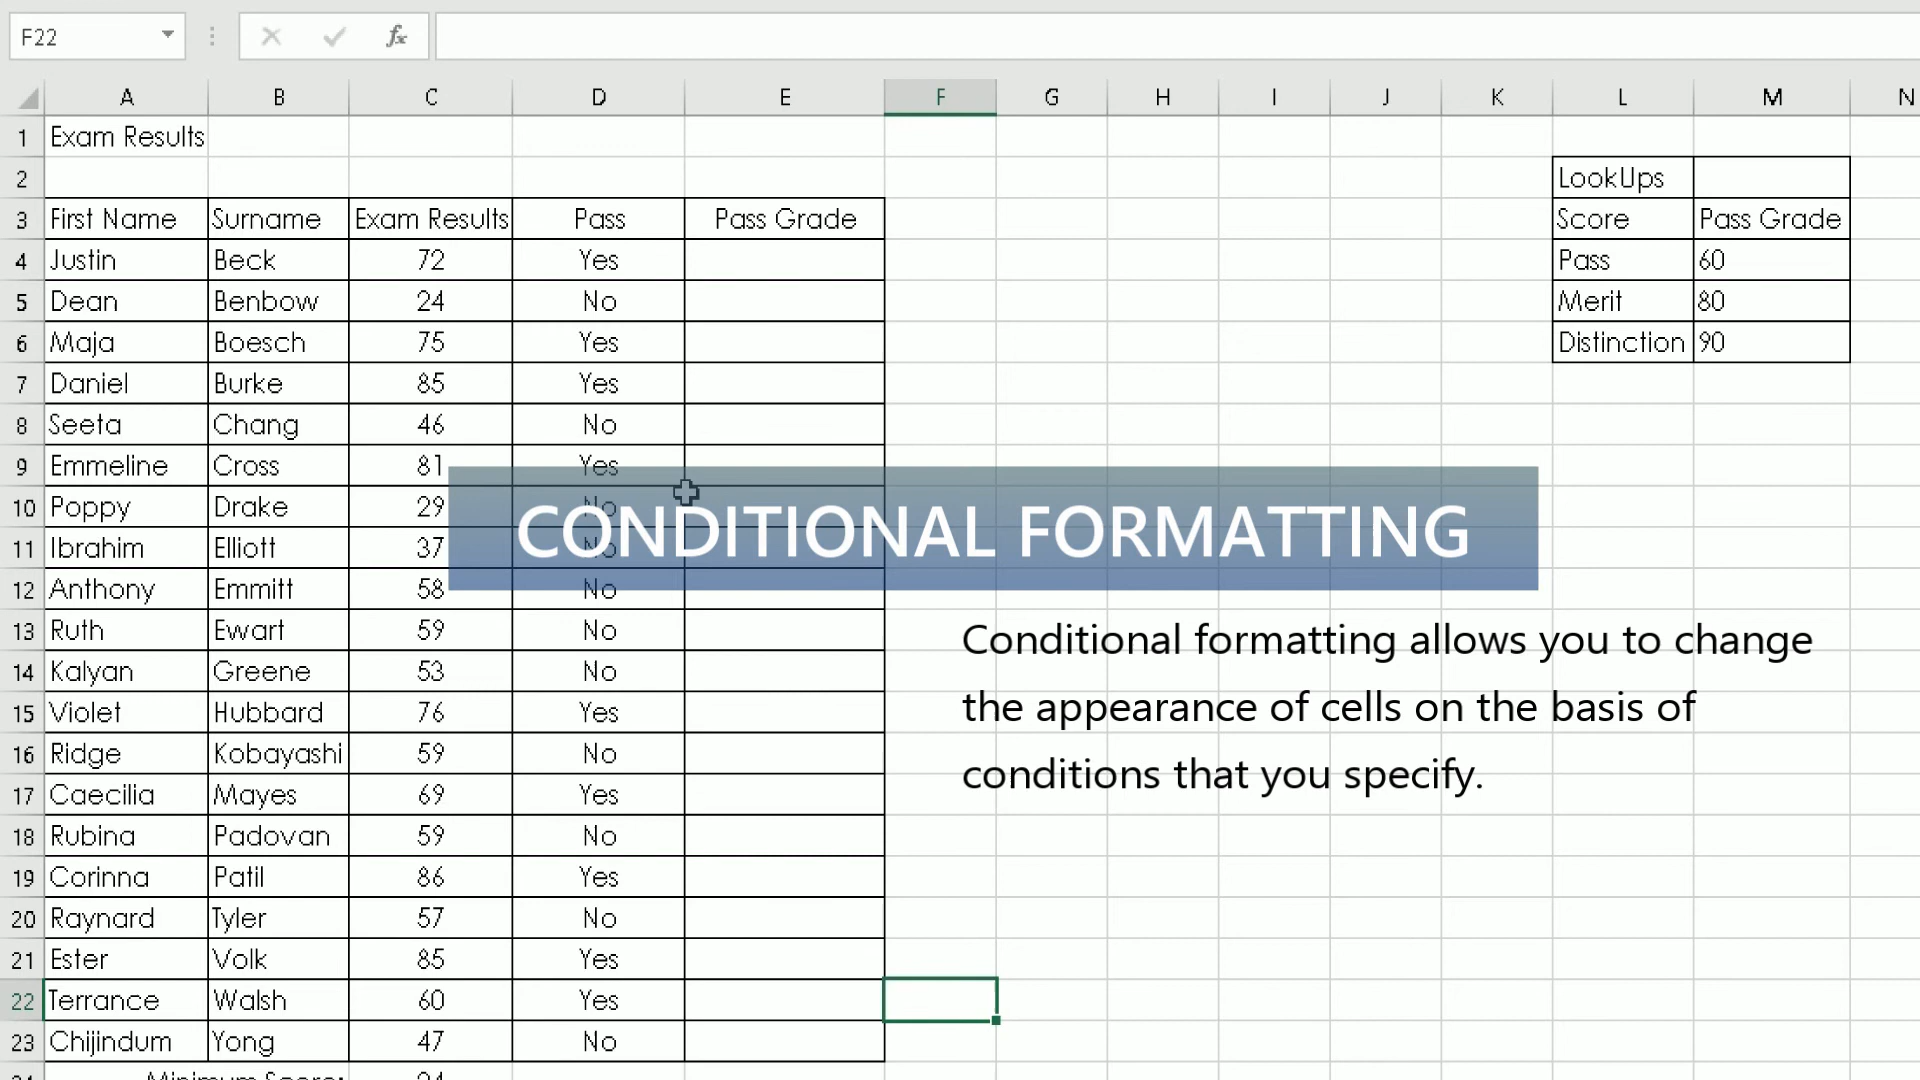 F22 fx
A B C D E F G H I J K L M N
1 Exam Results
2 LookUps
3 First Name Surname Exam Results Pass Pass Grade Score Pass Grade
4 Justin Beck 72 Yes Pass 60
5 Dean Benbow 24 No Merit 80
6 Maja Boesch 75 Yes Distinction 90
7 Daniel Burke 85 Yes
8 Seeta Chang 46 No
9 Emmeline Cross 81 Yes
10 Poppy Drake 29 No
CONDITIONAL FORMATTING
11 Ibrahim Elliott 37 No
12 Anthony Emmitt 58 No
13 Ruth Ewart 59 No
Conditional formatting allows you to change
14 Kalyan Greene 53 No
15 Violet Hubbard 76 Yes
the appearance of cells on the basis of
16 Ridge Kobayashi 59 No
conditions that you specify.
17 Caecilia Mayes 69 Yes
18 Rubina Padovan 59 No
19 Corinna Patil 86 Yes
20 Raynard Tyler 57 No
21 Ester Volk 85 Yes
22 Terrance Walsh 60 Yes
23 Chijindum Yong 47 No
24 Minimum Score: 24